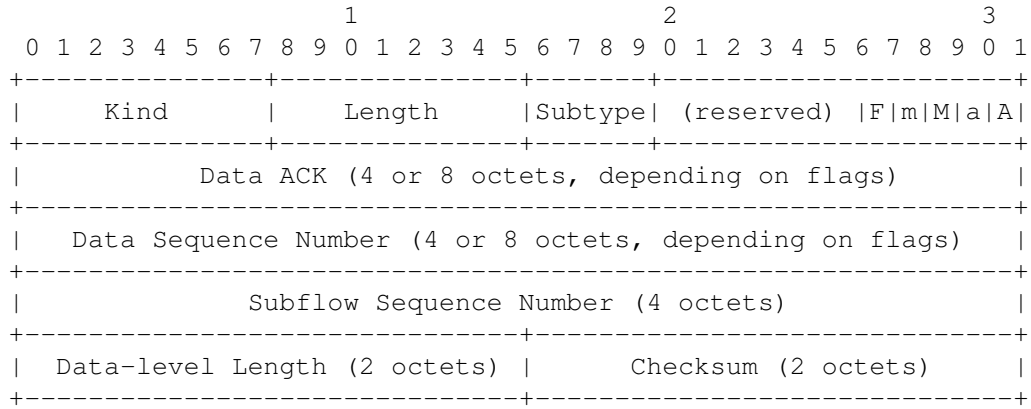 1                   2                   3
 0 1 2 3 4 5 6 7 8 9 0 1 2 3 4 5 6 7 8 9 0 1 2 3 4 5 6 7 8 9 0 1
+---------------+---------------+-------+----------------------+
|     Kind      |    Length     |Subtype| (reserved) |F|m|M|a|A|
+---------------+---------------+-------+----------------------+
|           Data ACK (4 or 8 octets, depending on flags)       |
+--------------------------------------------------------------+
|   Data Sequence Number (4 or 8 octets, depending on flags)   |
+--------------------------------------------------------------+
|              Subflow Sequence Number (4 octets)              |
+-------------------------------+------------------------------+
|  Data-level Length (2 octets) |      Checksum (2 octets)     |
+-------------------------------+------------------------------+